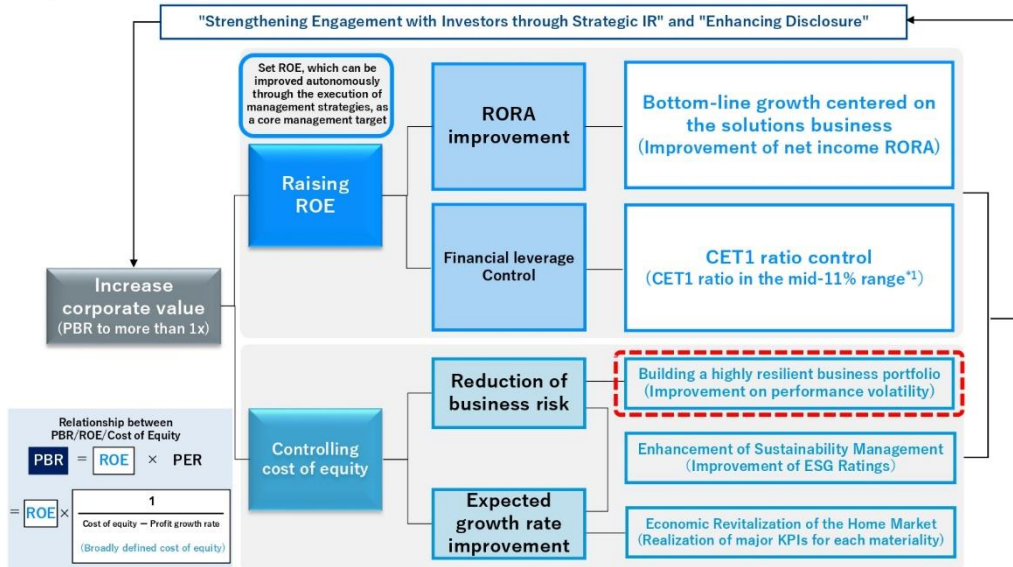 "Strengthening Engagement with Investors through Strategic IR" and "Enhancing Disclosure"
Set ROE, which can be
improved autonomously
through the execution of
management strategies, as
a core management target
Raising
ROE
RORA
improvement
Bottom-line growth centered on
the solutions business
(Improvement of net income RORA)
Financial leverage
Control
CET1 ratio control
(CET1 ratio in the mid-11% range*1)
Increase
corporate value
(PBR to more than 1x)
Controlling
cost of equity
Reduction of
business risk
Building a highly resilient business portfolio
(Improvement on performance volatility)
Enhancement of Sustainability Management
(Improvement of ESG Ratings)
Expected
growth rate
improvement
Economic Revitalization of the Home Market
(Realization of major KPIs for each materiality)
Relationship between
PBR/ROE/Cost of Equity
PBR = ROE × PER
= ROE × 1
Cost of equity − Profit growth rate
(Broadly defined cost of equity)